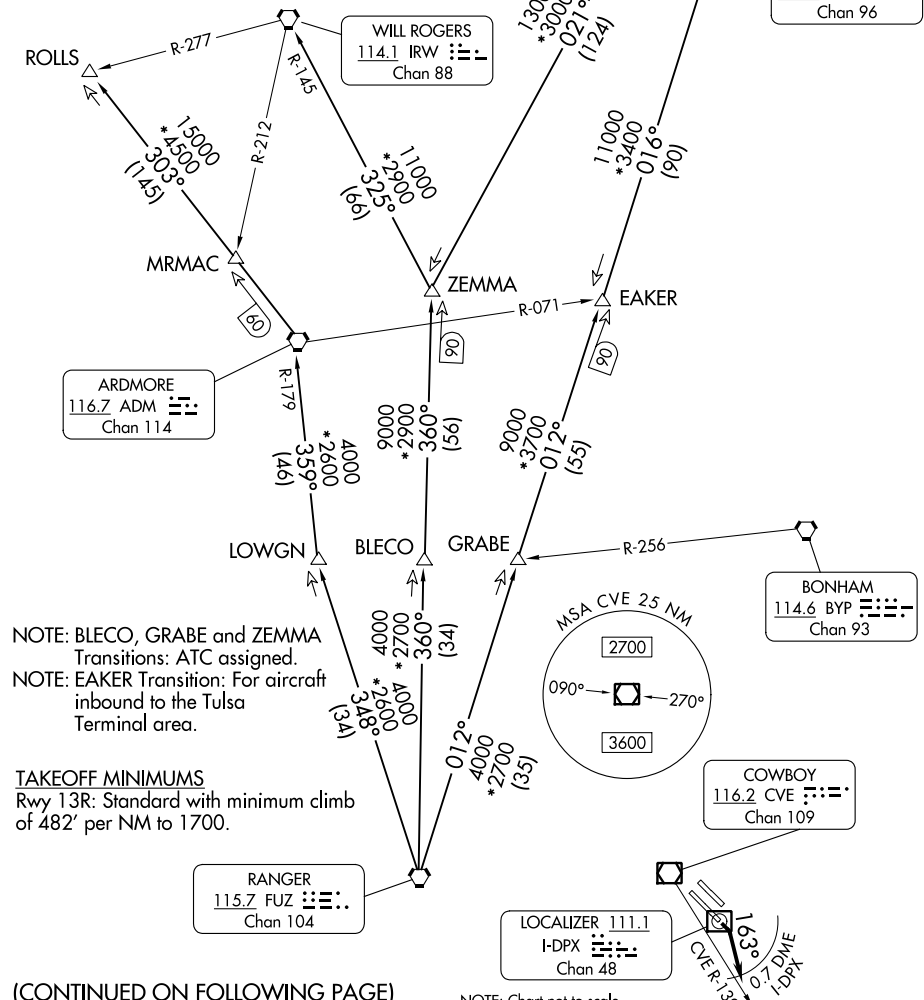 Chan 96
WILL ROGERS
114.1 IRW
Chan 88
ROLLS
R-277
R-145
R-212
15000
*4500
303°
(145)
11000
*2900
325°
(66)
*3000
021°
(124)
11000
*3400
016°
(90)
MRMAC
60
ZEMMA
EAKER
R-071
90
90
ARDMORE
116.7 ADM
Chan 114
R-179
4000
*2600
359°
(46)
9000
*2900
360°
(56)
9000
*3700
012°
(55)
LOWGN
BLECO
GRABE
R-256
BONHAM
114.6 BYP
Chan 93
NOTE: BLECO, GRABE and ZEMMA
Transitions: ATC assigned.
NOTE: EAKER Transition: For aircraft
inbound to the Tulsa
Terminal area.
4000
*2600
348°
(34)
4000
*2700
360°
(34)
012°
4000
*2700
(35)
MSA CVE 25 NM
2700
090°
270°
3600
TAKEOFF MINIMUMS
Rwy 13R: Standard with minimum climb
of 482' per NM to 1700.
COWBOY
116.2 CVE
Chan 109
RANGER
115.7 FUZ
Chan 104
LOCALIZER 111.1
I-DPX
Chan 48
163°
0.7 DME
I-DPX
CVE
(CONTINUED ON FOLLOWING PAGE)
NOTE: Chart not to scale